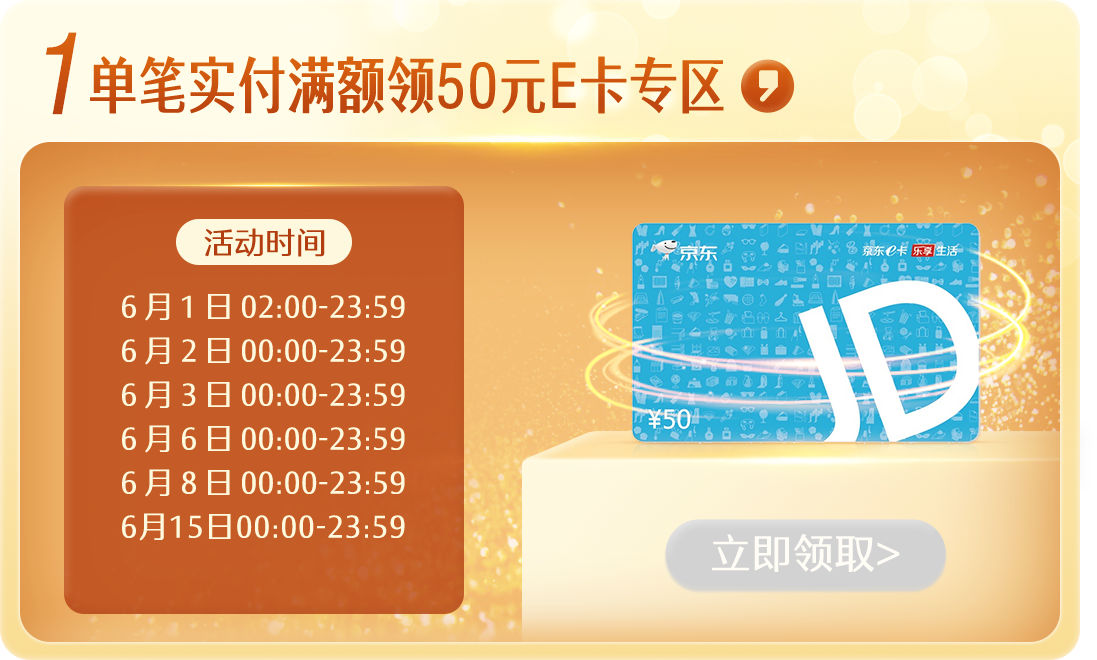 1 单笔实付满额领50元E卡专区
活动时间
6月1日 02:00-23:59
6月2日 00:00-23:59
6月3日 00:00-23:59
6月6日 00:00-23:59
6月8日 00:00-23:59
6月15日00:00-23:59
京东
京东e卡 乐享生活
JD
¥50
立即领取>